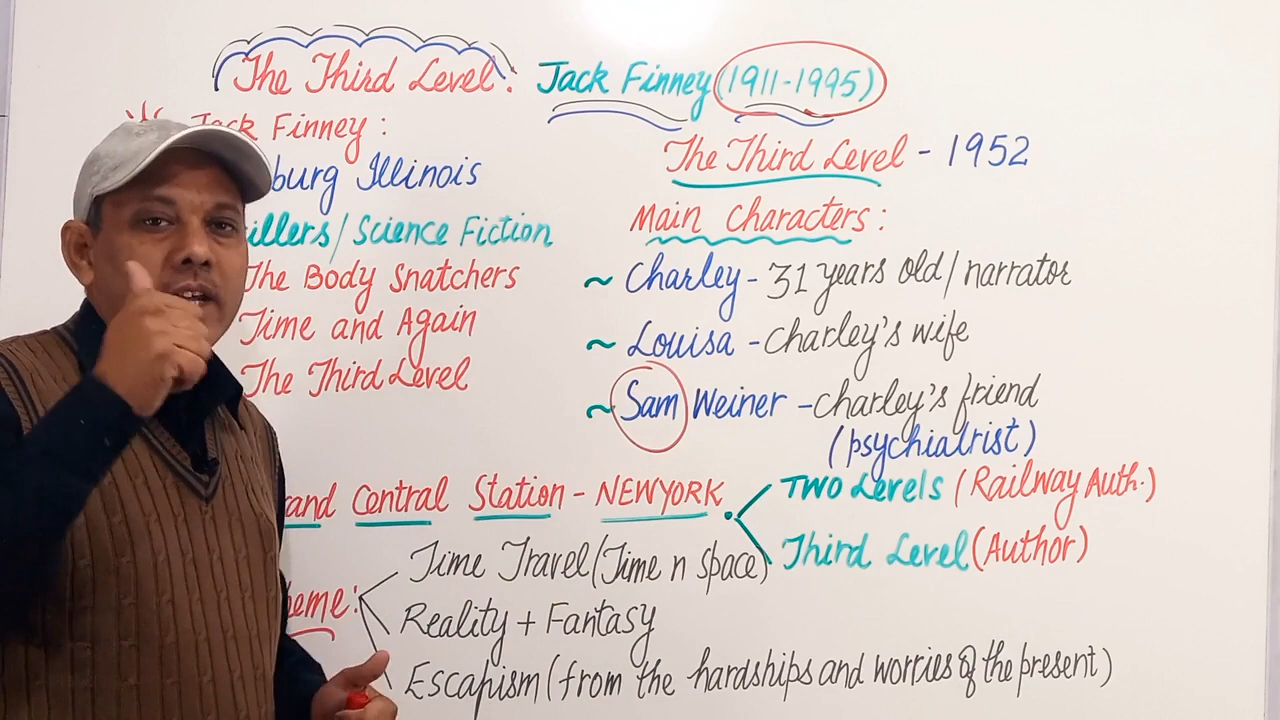 The Third Level: Jack Finney (1911-1995)
Jack Finney:
burg Illinois
illers/Science Fiction
The Body Snatchers
Time and Again
The Third Level
The Third Level - 1952
Main Characters:
~ Charley - 31 years old/narrator
~ Louisa - Charley's wife
~ Sam Weiner - Charley's friend
(psychiatrist)
and Central Station - NEWYORK
Two Levels (Railway Auth.)
Third Level (Author)
eme:
Time Travel (Time n space)
Reality + Fantasy
Escapism (from the hardships and worries of the present)